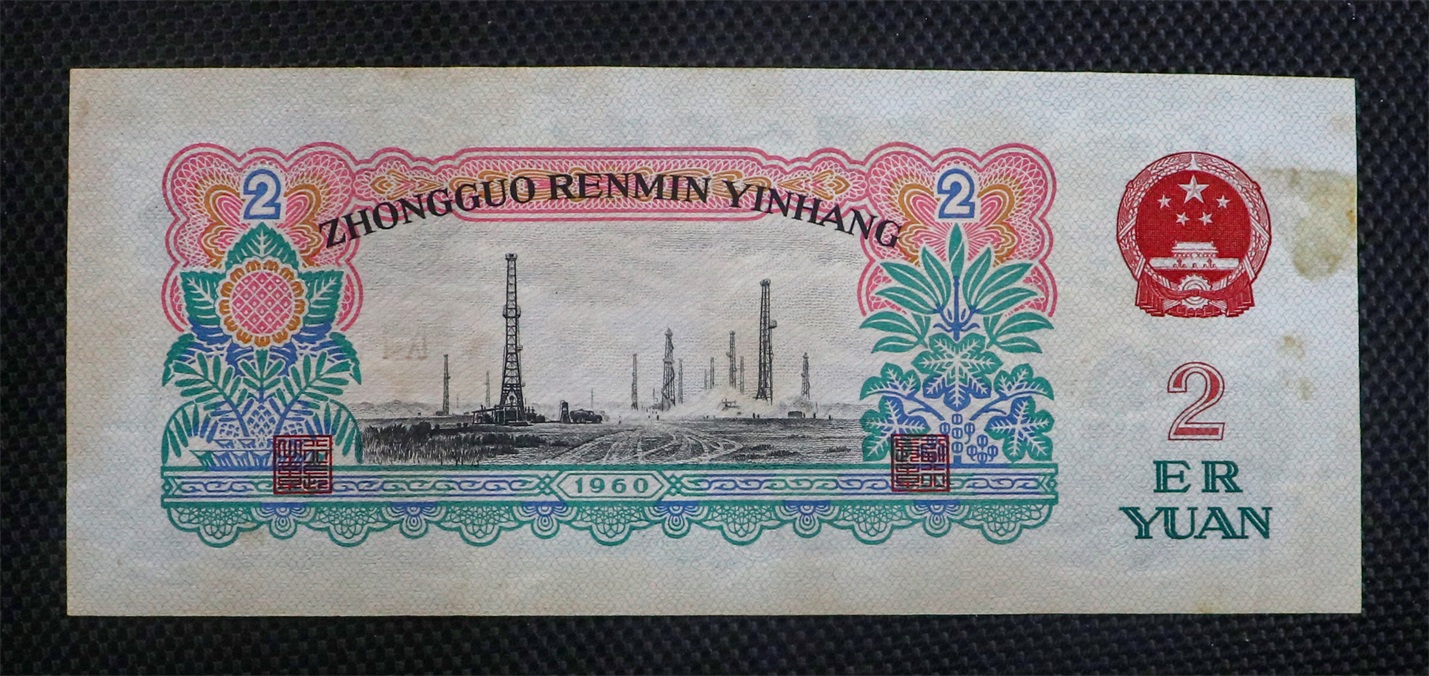 2
2
ZHONGGUO RENMIN YINHANG
1960
2
ER
YUAN